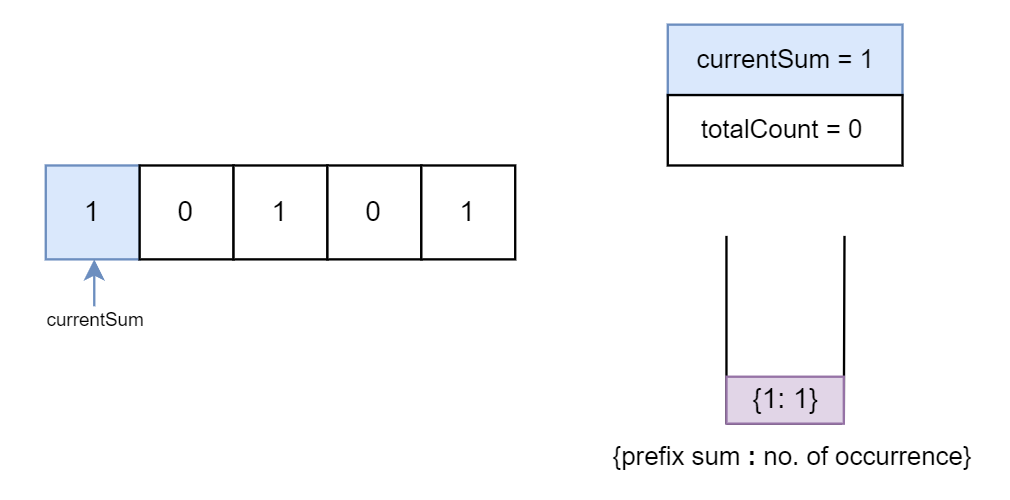 currentSum = 1
totalCount = 0
1 0 1 0 1
currentSum
{1: 1}
{prefix sum : no. of occurrence}